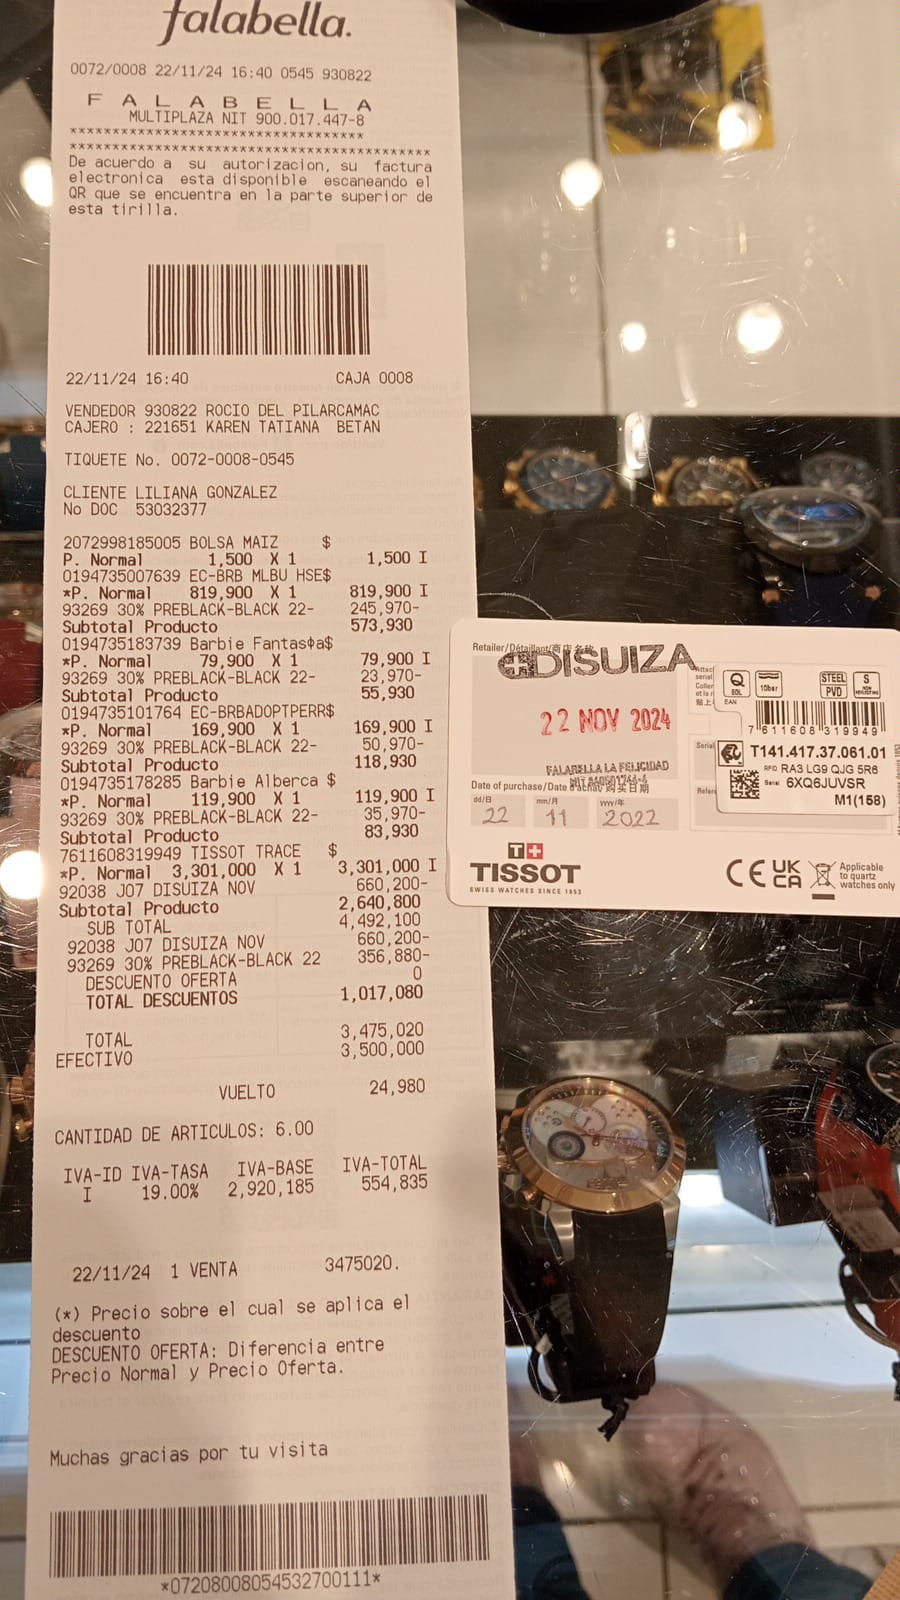 falabella.
0072/0008 22/11/24 16:40 0545 930822
F A L A B E L L A
MULTIPLAZA NIT 900.017.447-8
***********************************
***********************************
De acuerdo a su autorizacion, su factura
electronica esta disponible escaneando el
QR que se encuentra en la parte superior de
esta tirilla.
22/11/24 16:40 CAJA 0008
VENDEDOR 930822 ROCIO DEL PILARCAMAC
CAJERO : 221651 KAREN TATIANA BETAN
TIQUETE No. 0072-0008-0545
CLIENTE LILIANA GONZALEZ
No DOC 53032377
2072998185005 BOLSA MAIZ $
P. Normal 1,500 X 1 1,500 I
0194735007639 EC-BRB MLBU HSE$
*P. Normal 819,900 X 1 819,900 I
93269 30% PREBLACK-BLACK 22- 245,970-
Subtotal Producto 573,930
0194735183739 Barbie Fantasφa$
*P. Normal 79,900 X 1 79,900 I
93269 30% PREBLACK-BLACK 22- 23,970-
Subtotal Producto 55,930
0194735101764 EC-BRBADOPTPERR$
*P. Normal 169,900 X 1 169,900 I
93269 30% PREBLACK-BLACK 22- 50,970-
Subtotal Producto 118,930
0194735178285 Barbie Alberca $
*P. Normal 119,900 X 1 119,900 I
93269 30% PREBLACK-BLACK 22- 35,970-
Subtotal Producto 83,930
7611608319949 TISSOT TRACE $
*P. Normal 3,301,000 X 1 3,301,000 I
92038 J07 DISUIZA NOV 660,200-
Subtotal Producto 2,640,800
SUB TOTAL 4,492,100
92038 J07 DISUIZA NOV 660,200-
93269 30% PREBLACK-BLACK 22 356,880-
DESCUENTO OFERTA 0
TOTAL DESCUENTOS 1,017,080
TOTAL 3,475,020
EFECTIVO 3,500,000
VUELTO 24,980
CANTIDAD DE ARTICULOS: 6.00
IVA-ID IVA-TASA IVA-BASE IVA-TOTAL
I 19.00% 2,920,185 554,835
22/11/24 1 VENTA 3475020.
(*) Precio sobre el cual se aplica el
descuento
DESCUENTO OFERTA: Diferencia entre
Precio Normal y Precio Oferta.
Muchas gracias por tu visita
*07208008054532700111*
Retailer/Détaillant/
DISUIZA
22 NOV 2024
FALABELLA LA FELICIDAD
Date of purchase/Date d'achat/购买日期
dd/日 mm/月 yyyy/年
22 11 2022
T+
TISSOT
SWISS WATCHES SINCE 1853
Q
EOL
10bar
STEEL
PVD
S
EAN
7 611608 319949
T141.417.37.061.01
RFID RA3 LG9 QJG 5R6
Serial 6XQ6JUVSR
M1(158)
CE UK
CA
Applicable
to quartz
watches only